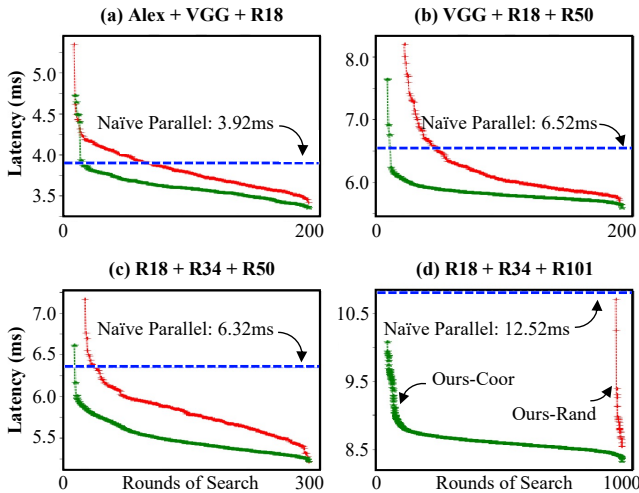 (a) Alex + VGG + R18
(b) VGG + R18 + R50
Latency (ms)
5.0
4.5
4.0
3.5
Naïve Parallel: 3.92ms
0
200
8.0
7.0
6.0
Naïve Parallel: 6.52ms
0
200
(c) R18 + R34 + R50
(d) R18 + R34 + R101
Latency (ms)
7.0
6.5
6.0
5.5
Naïve Parallel: 6.32ms
0
Rounds of Search
300
10.5
9.5
8.5
Naïve Parallel: 12.52ms
Ours-Coor
Ours-Rand
0
Rounds of Search
1000